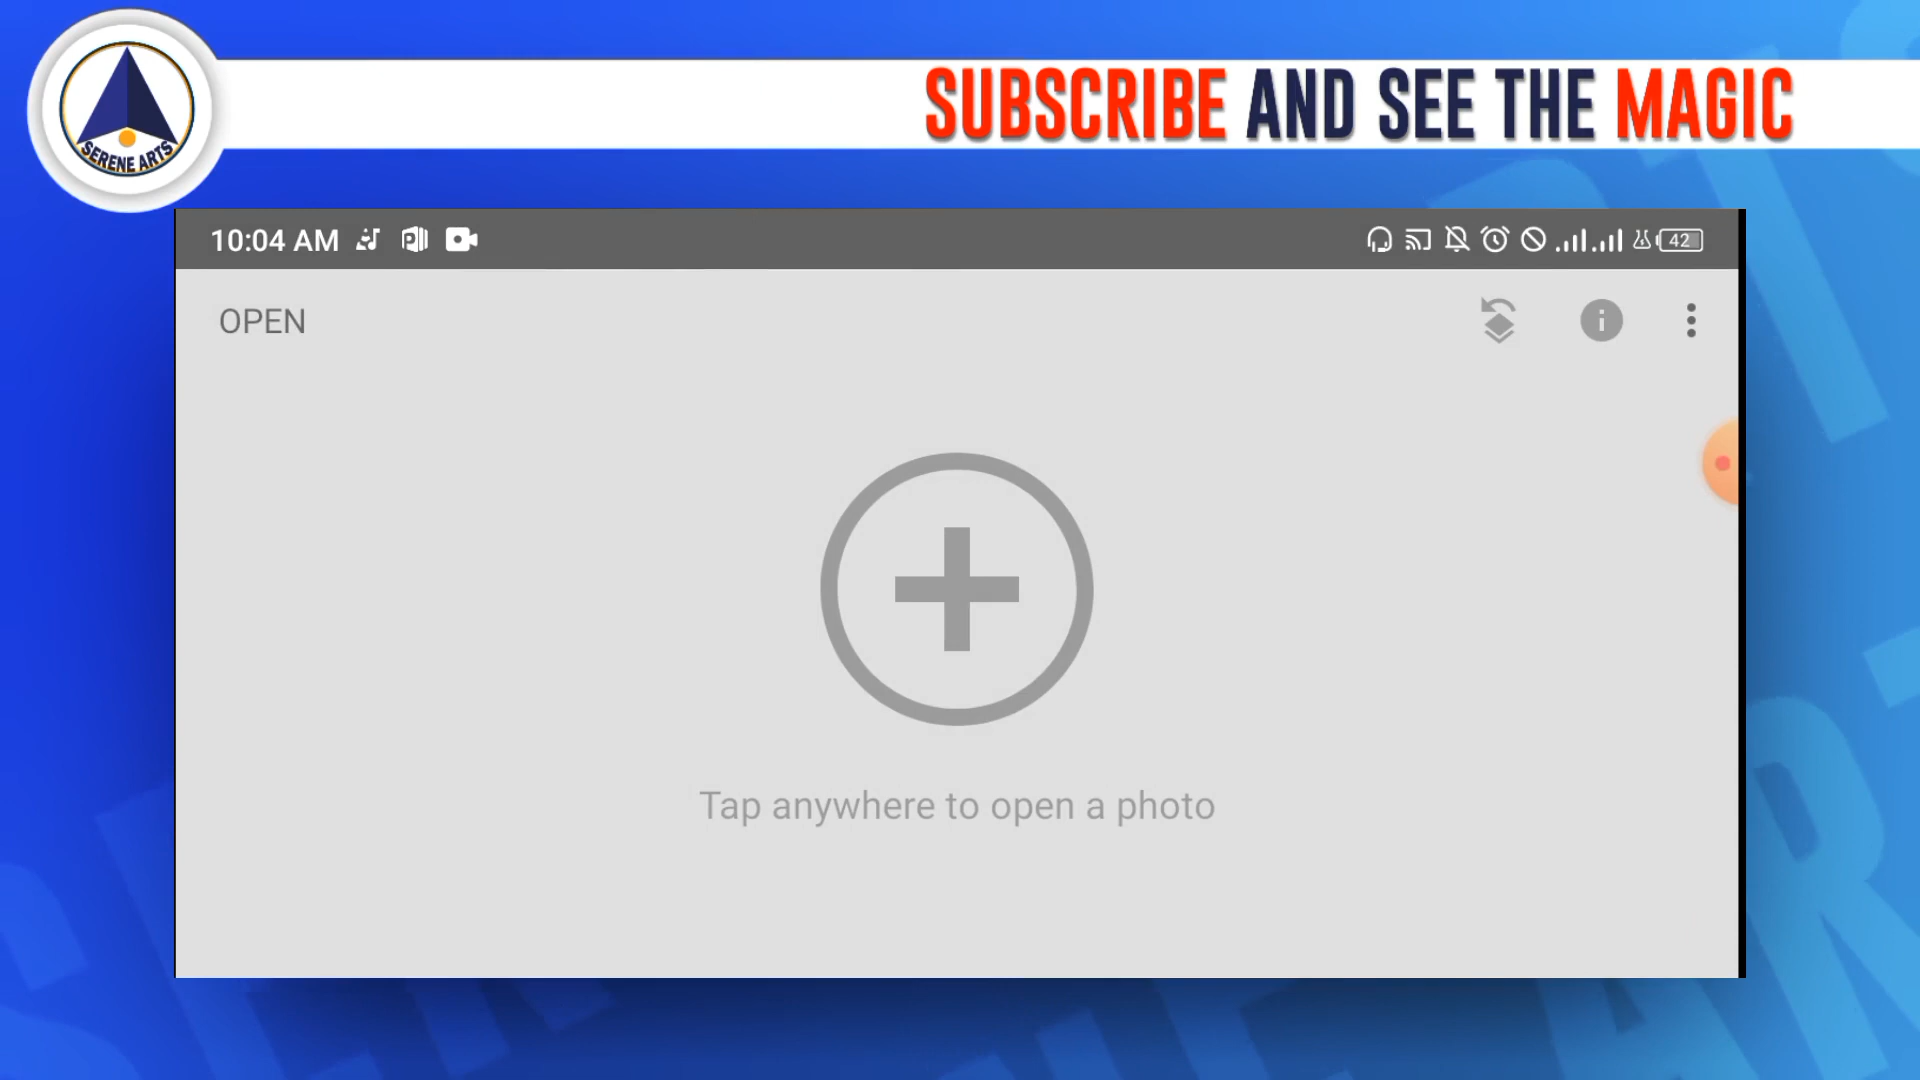 SUBSCRIBE AND SEE THE MAGIC
SERENE ARTS
10:04 AM
42
OPEN
Tap anywhere to open a photo